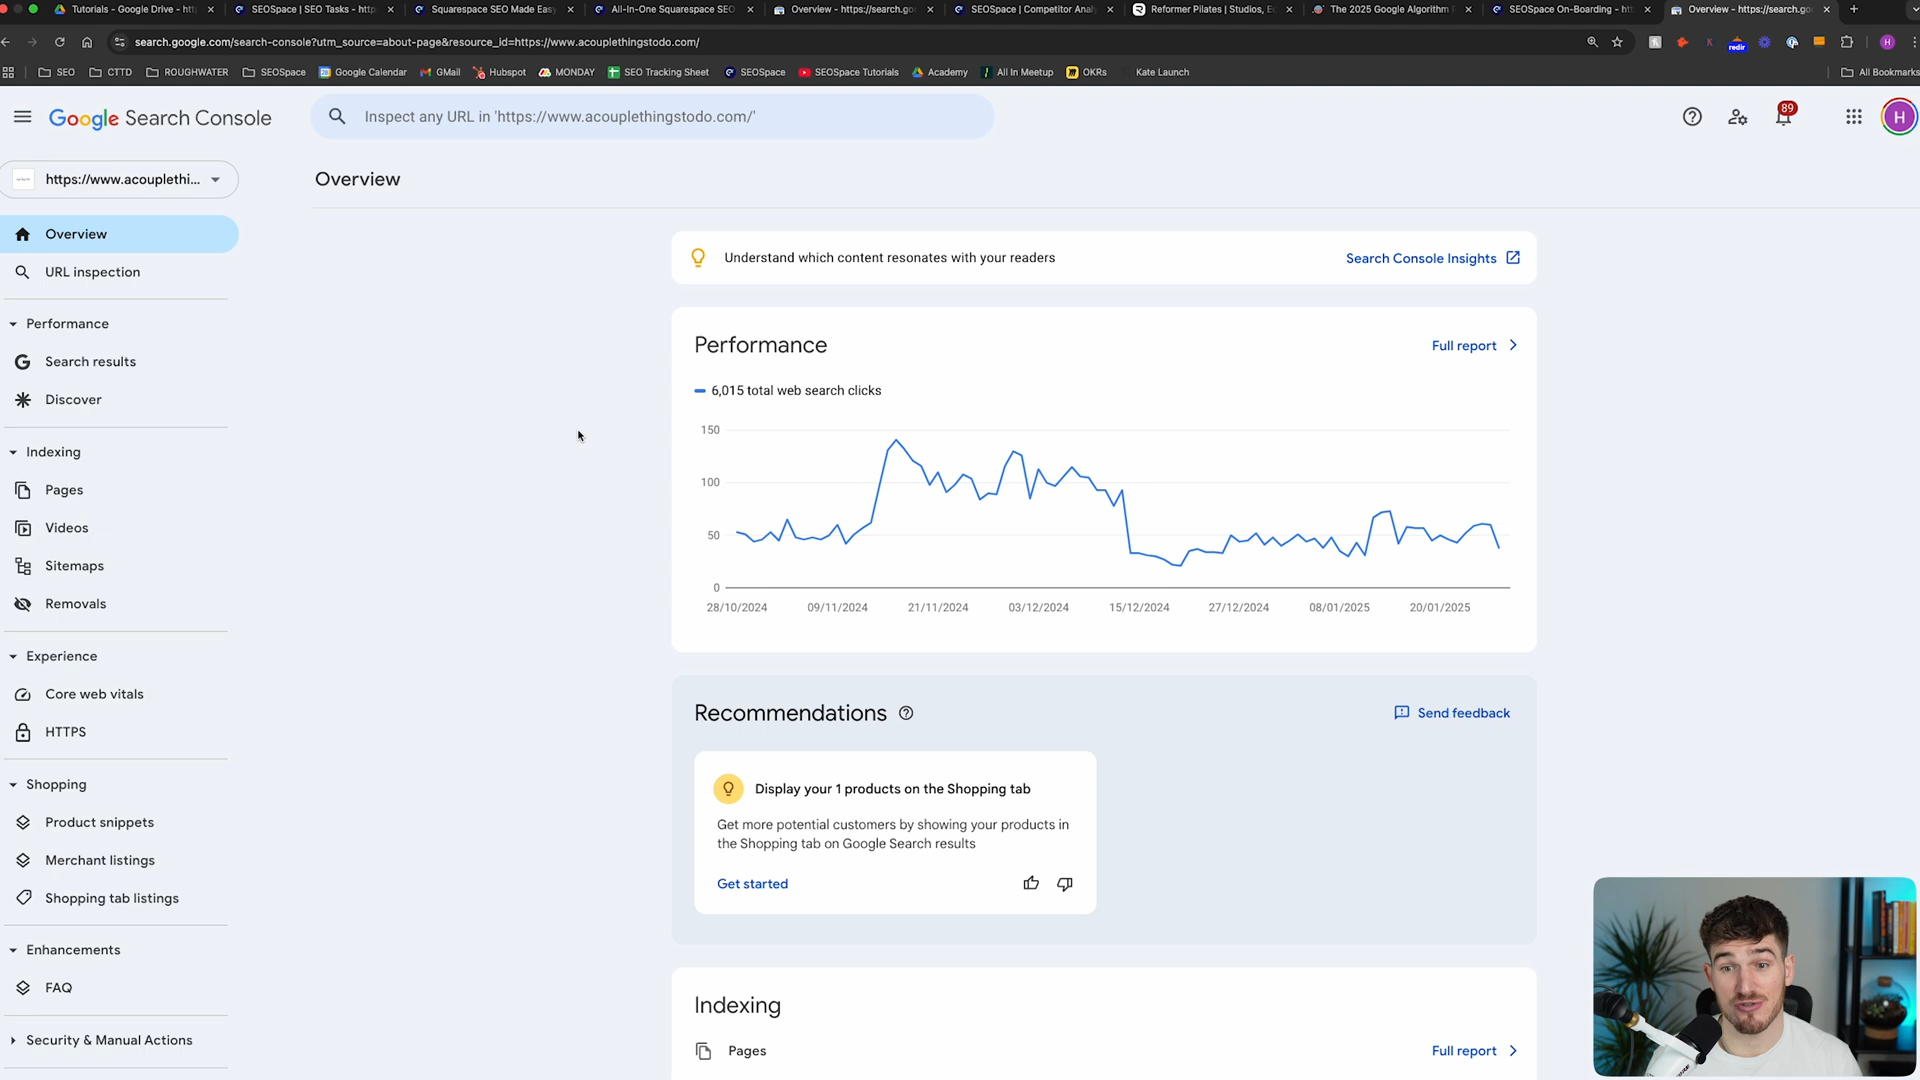 Tutorials - Google Drive - htt
SEOSpace | SEO Tasks - http
Squarespace SEO Made Easy
All-In-One Squarespace SEO
Overview - https://search.go
SEOSpace | Competitor Anal
Reformer Pilates | Studios, E
The 2025 Google Algorithm
SEOSpace On-Boarding - htt
Overview - https://search.goo
search.google.com/search-console?utm_source=about-page&resource_id=https://www.acouplethingstodo.com/
redir
H
SEO
CTTD
ROUGHWATER
SEOSpace
Google Calendar
GMail
Hubspot
MONDAY
SEO Tracking Sheet
SEOSpace
SEOSpace Tutorials
Academy
All In Meetup
OKRs
Kate Launch
All Bookmarks
Google Search Console
Inspect any URL in 'https://www.acouplethingstodo.com/'
89
H
https://www.acouplethi...
Overview
URL inspection
Performance
Search results
Discover
Indexing
Pages
Videos
Sitemaps
Removals
Experience
Core web vitals
HTTPS
Shopping
Product snippets
Merchant listings
Shopping tab listings
Enhancements
FAQ
Security & Manual Actions
Overview
Understand which content resonates with your readers
Search Console Insights
Performance
Full report
6,015 total web search clicks
150
100
50
0
28/10/2024
09/11/2024
21/11/2024
03/12/2024
15/12/2024
27/12/2024
08/01/2025
20/01/2025
Recommendations
Send feedback
Display your 1 products on the Shopping tab
Get more potential customers by showing your products in
the Shopping tab on Google Search results
Get started
Indexing
Pages
Full report